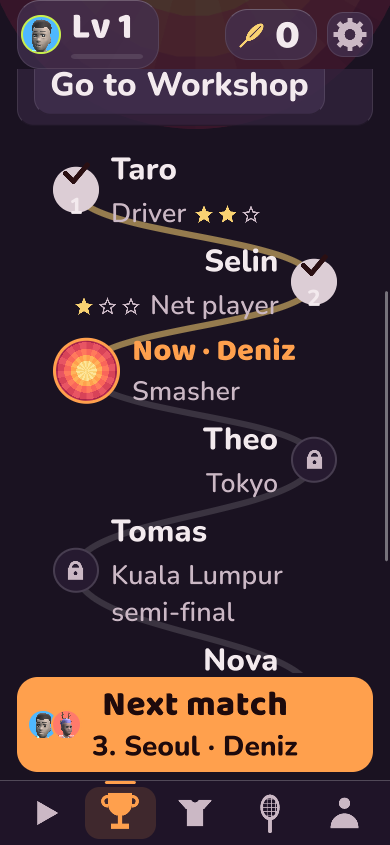 Lv 1
0
Go to Workshop
Taro
1
Driver
Selin
2
Net player
Now · Deniz
Smasher
Theo
Tokyo
Tomas
Kuala Lumpur
semi-final
Nova
Next match
3. Seoul · Deniz